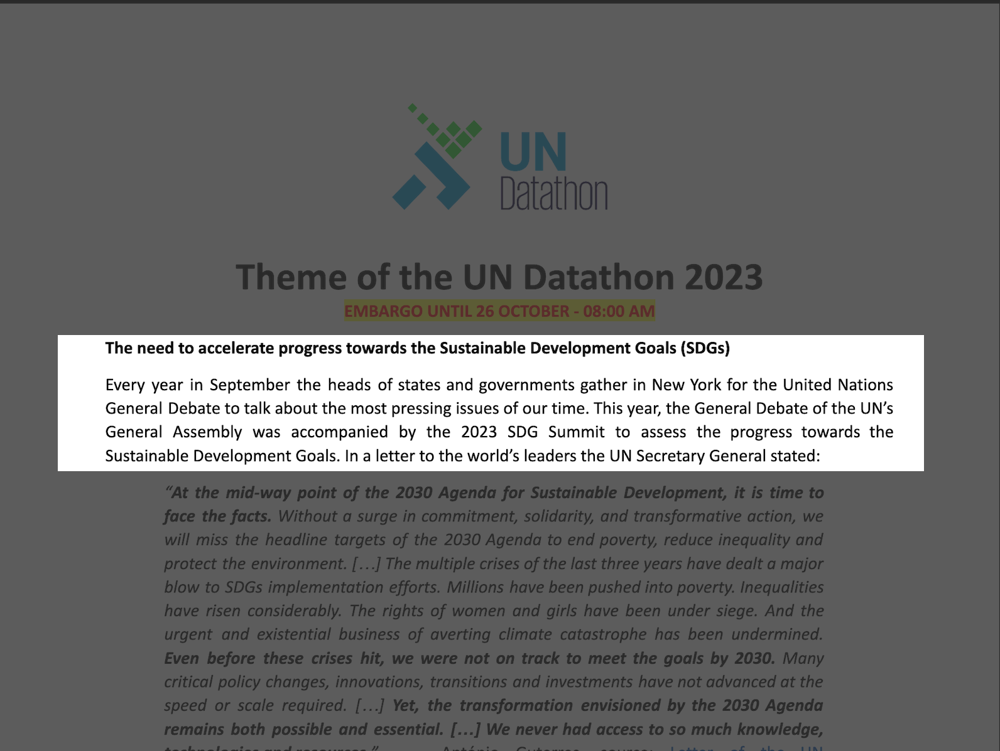 UN
Datathon
Theme of the UN Datathon 2023
EMBARGO UNTIL 26 OCTOBER - 08:00 AM
The need to accelerate progress towards the Sustainable Development Goals (SDGs)
Every year in September the heads of states and governments gather in New York for the United Nations
General Debate to talk about the most pressing issues of our time. This year, the General Debate of the UN’s
General Assembly was accompanied by the 2023 SDG Summit to assess the progress towards the
Sustainable Development Goals. In a letter to the world’s leaders the UN Secretary General stated:
“At the mid-way point of the 2030 Agenda for Sustainable Development, it is time to
face the facts. Without a surge in commitment, solidarity, and transformative action, we
will miss the headline targets of the 2030 Agenda to end poverty, reduce inequality and
protect the environment. […] The multiple crises of the last three years have dealt a major
blow to SDGs implementation efforts. Millions have been pushed into poverty. Inequalities
have risen considerably. The rights of women and girls have been under siege. And the
urgent and existential business of averting climate catastrophe has been undermined.
Even before these crises hit, we were not on track to meet the goals by 2030. Many
critical policy changes, innovations, transitions and investments have not advanced at the
speed or scale required. […] Yet, the transformation envisioned by the 2030 Agenda
remains both possible and essential. […] We never had access to so much knowledge,
technologies and resources.” António Guterres, source: Letter of the UN